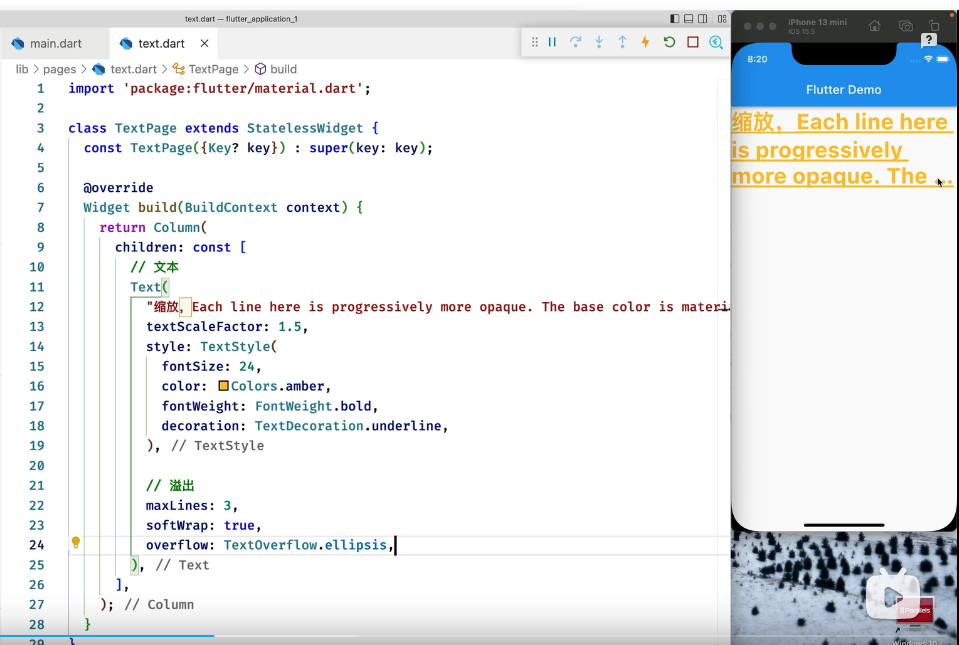 text.dart — flutter_application_1
main.dart
text.dart
lib > pages > text.dart > TextPage > build
1 import 'package:flutter/material.dart';
2
3 class TextPage extends StatelessWidget {
4 const TextPage({Key? key}) : super(key: key);
5
6 @override
7 Widget build(BuildContext context) {
8 return Column(
9 children: const [
10 // 文本
11 Text(
12 "缩放，Each line here is progressively more opaque. The base color is materi
13 textScaleFactor: 1.5,
14 style: TextStyle(
15 fontSize: 24,
16 color: Colors.amber,
17 fontWeight: FontWeight.bold,
18 decoration: TextDecoration.underline,
19 ), // TextStyle
20
21 // 溢出
22 maxLines: 3,
23 softWrap: true,
24 overflow: TextOverflow.ellipsis,
25 ), // Text
26 ],
27 ); // Column
28 }
29 }
iPhone 13 mini
iOS 15.5
?
8:20
Flutter Demo
缩放，Each line here
is progressively
more opaque. The ...
Parallels
Windows 10